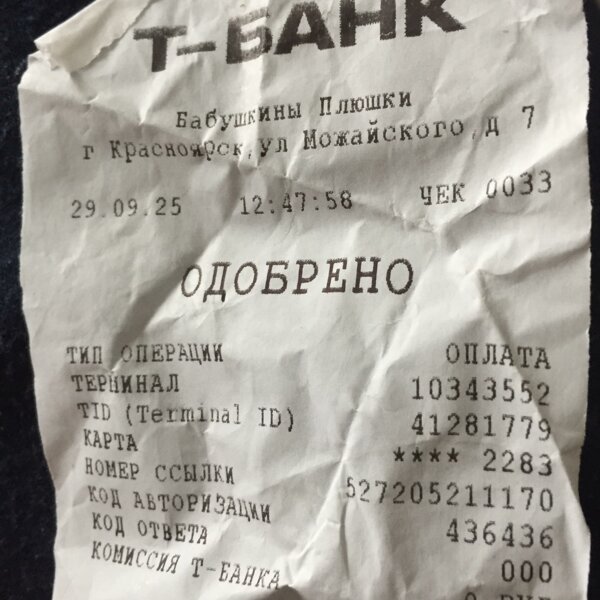 Т-БАНК
Бабушкины Плюшки
г Красноярск,ул Можайского,д 7
29.09.25 12:47:58 ЧЕК 0033
ОДОБРЕНО
ТИП ОПЕРАЦИИ ОПЛАТА
ТЕРМИНАЛ 10343552
TID (Terminal ID) 41281779
КАРТА **** 2283
НОМЕР ССЫЛКИ 527205211170
КОД АВТОРИЗАЦИИ 436436
КОД ОТВЕТА 000
КОМИССИЯ Т-БАНКА